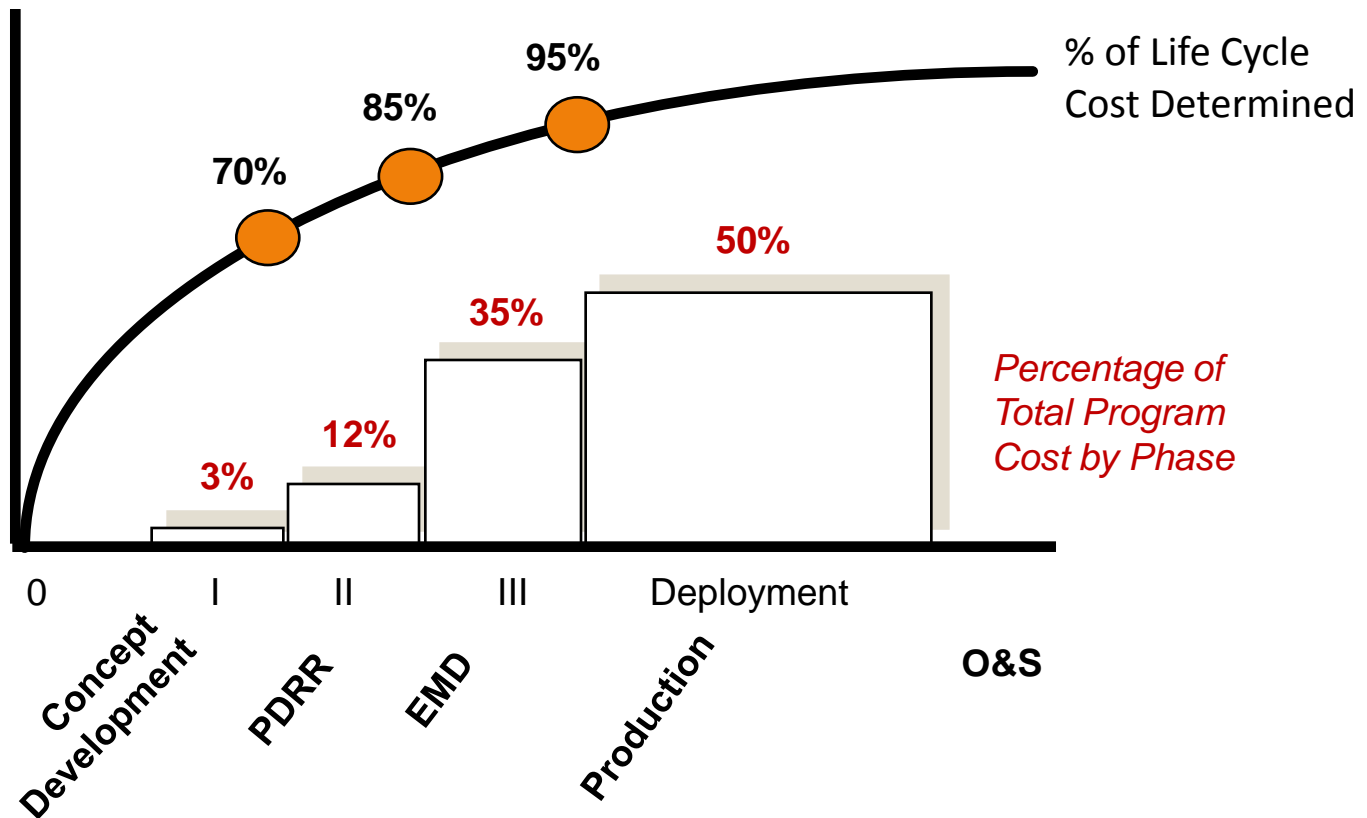 95%
% of Life Cycle
Cost Determined
85%
70%
50%
35%
Percentage of
Total Program
Cost by Phase
12%
3%
0 I II III Deployment
Concept
Development
PDRR
EMD
Production
O&S